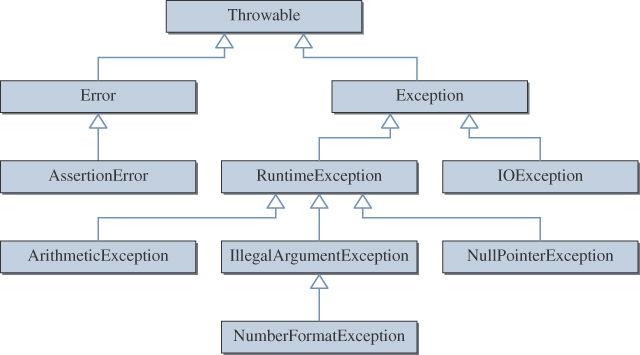 Throwable
Error
Exception
AssertionError
RuntimeException
IOException
ArithmeticException
IllegalArgumentException
NullPointerException
NumberFormatException